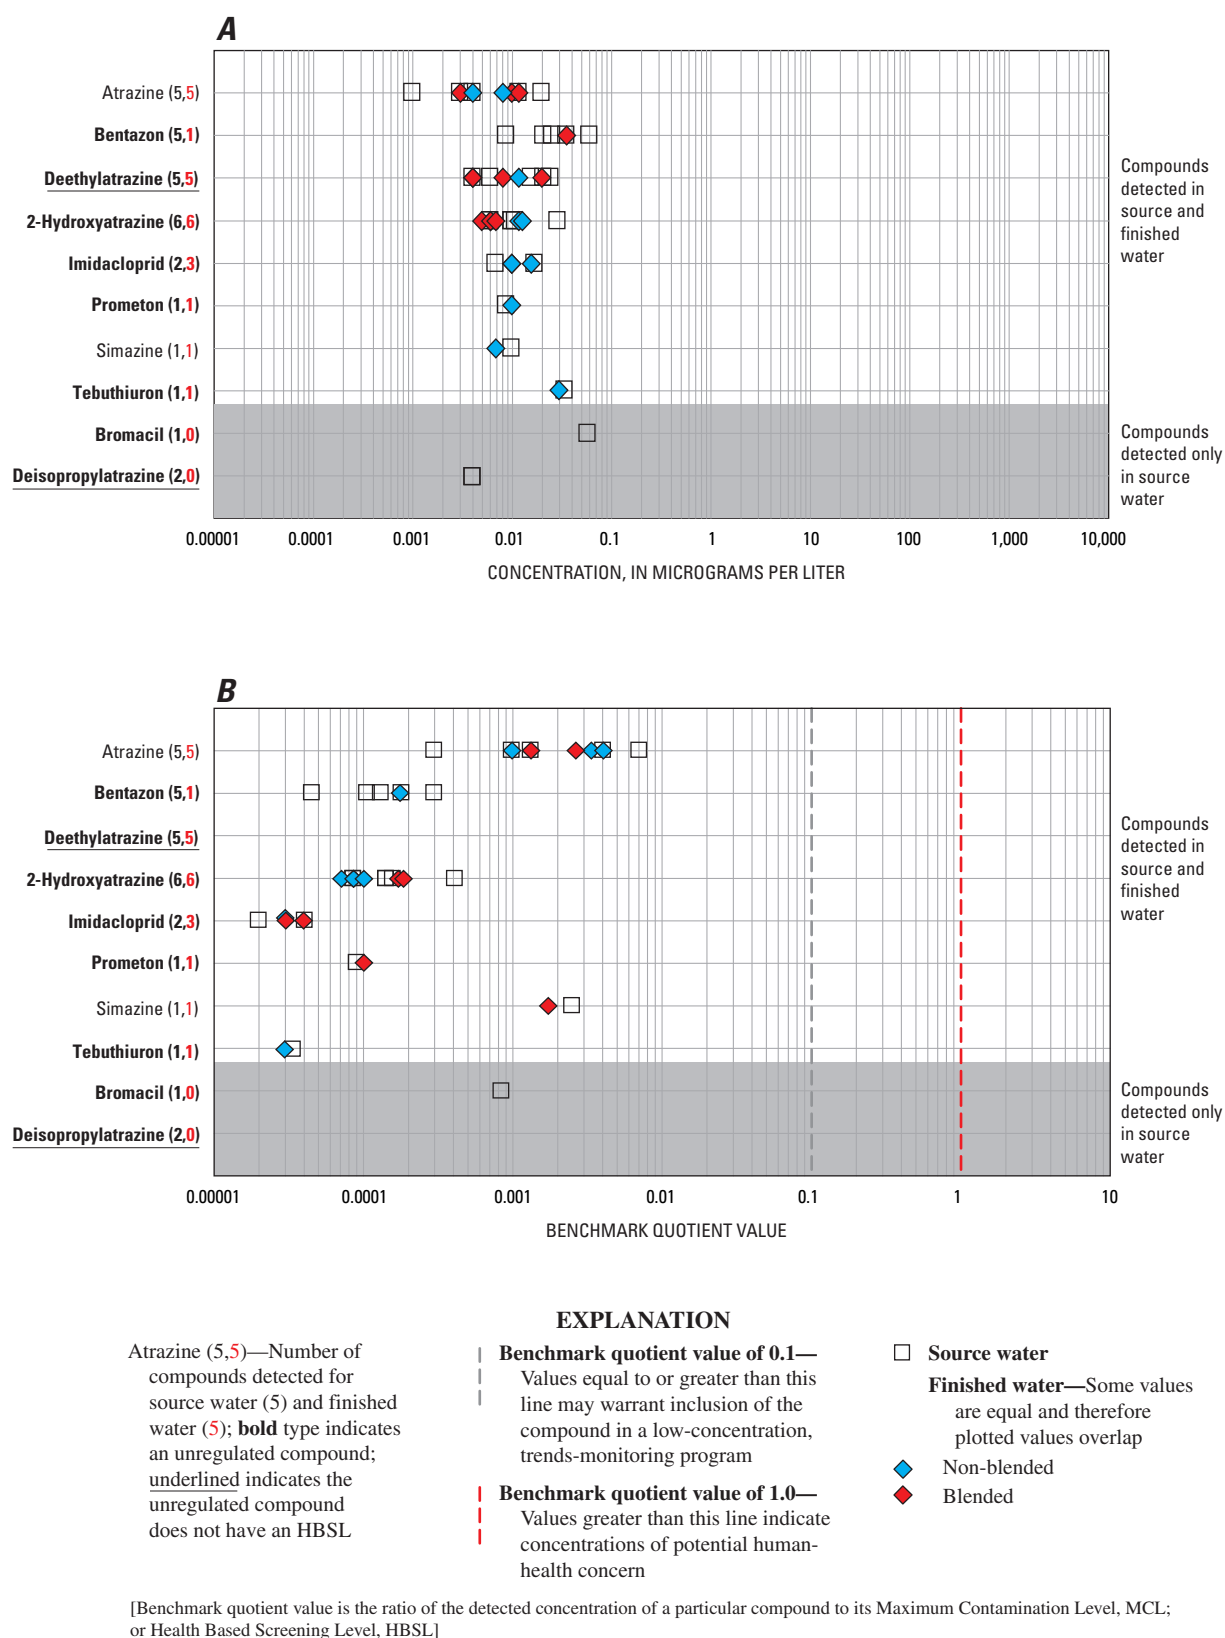 A
Atrazine (5,5)
Bentazon (5,1)
Deethylatrazine (5,5)
2-Hydroxyatrazine (6,6)
Imidacloprid (2,3)
Prometon (1,1)
Simazine (1,1)
Tebuthiuron (1,1)
Bromacil (1,0)
Deisopropylatrazine (2,0)
Compounds
detected in
source and
finished
water
Compounds
detected only
in source
water
0.00001 0.0001 0.001 0.01 0.1 1 10 100 1,000 10,000
CONCENTRATION, IN MICROGRAMS PER LITER
B
Atrazine (5,5)
Bentazon (5,1)
Deethylatrazine (5,5)
2-Hydroxyatrazine (6,6)
Imidacloprid (2,3)
Prometon (1,1)
Simazine (1,1)
Tebuthiuron (1,1)
Bromacil (1,0)
Deisopropylatrazine (2,0)
Compounds
detected in
source and
finished
water
Compounds
detected only
in source
water
0.00001 0.0001 0.001 0.01 0.1 1 10
BENCHMARK QUOTIENT VALUE
EXPLANATION
Atrazine (5,5)—Number of
compounds detected for
source water (5) and finished
water (5); bold type indicates
an unregulated compound;
underlined indicates the
unregulated compound
does not have an HBSL
Benchmark quotient value of 0.1—
Values equal to or greater than this
line may warrant inclusion of the
compound in a low-concentration,
trends-monitoring program
Benchmark quotient value of 1.0—
Values greater than this line indicate
concentrations of potential human-
health concern
Source water
Finished water—Some values
are equal and therefore
plotted values overlap
Non-blended
Blended
[Benchmark quotient value is the ratio of the detected concentration of a particular compound to its Maximum Contamination Level, MCL;
or Health Based Screening Level, HBSL]